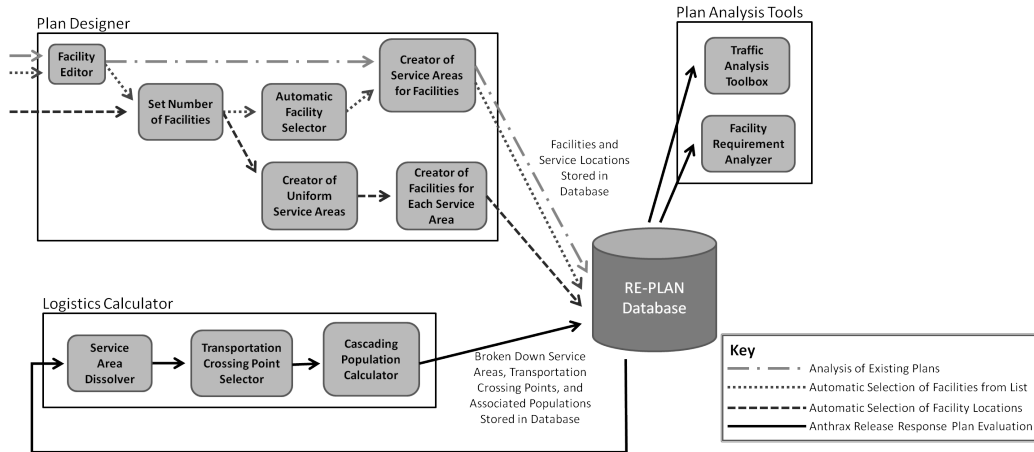 Plan Designer
Facility
Editor
Set Number
of Facilities
Automatic
Facility
Selector
Creator of
Service Areas
for Facilities
Creator of
Uniform
Service Areas
Creator of
Facilities for
Each Service
Area
Plan Analysis Tools
Traffic
Analysis
Toolbox
Facility
Requirement
Analyzer
Facilities and
Service Locations
Stored in
Database
RE-PLAN
Database
Logistics Calculator
Service
Area
Dissolver
Transportation
Crossing Point
Selector
Cascading
Population
Calculator
Broken Down Service
Areas, Transportation
Crossing Points, and
Associated Populations
Stored in Database
Key
Analysis of Existing Plans
Automatic Selection of Facilities from List
Automatic Selection of Facility Locations
Anthrax Release Response Plan Evaluation